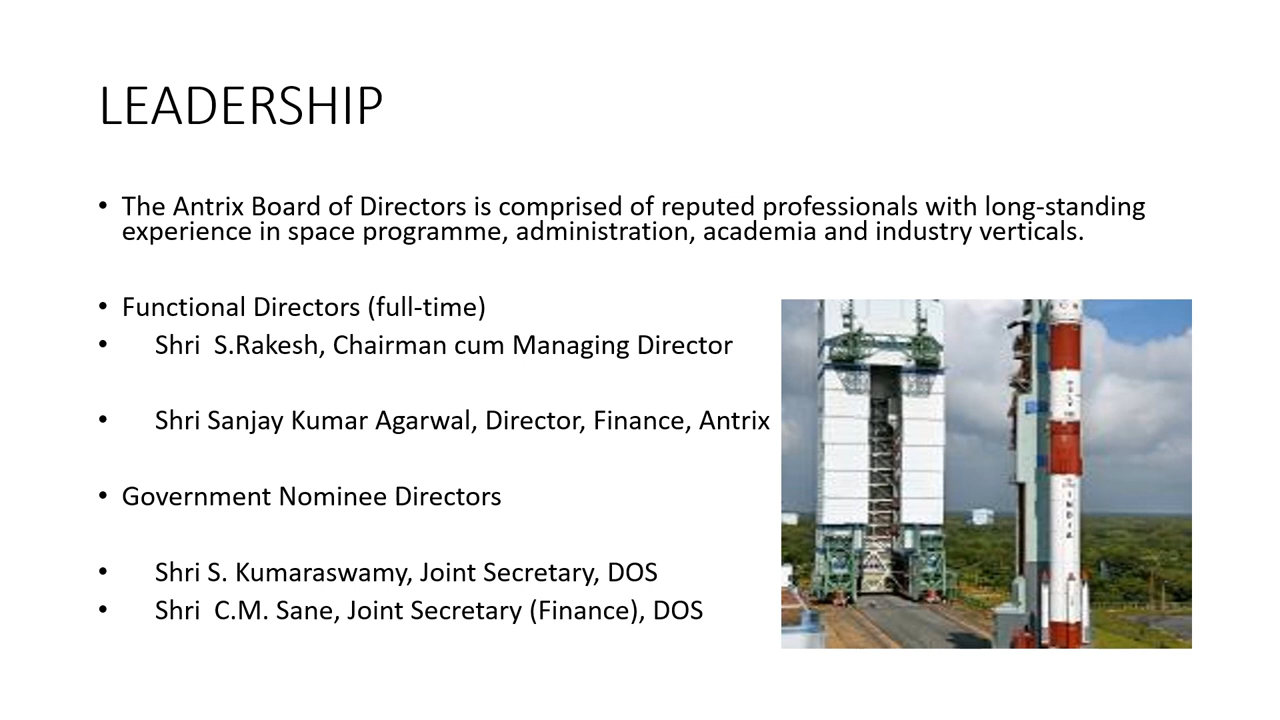 LEADERSHIP
• The Antrix Board of Directors is comprised of reputed professionals with long-standing
experience in space programme, administration, academia and industry verticals.
• Functional Directors (full-time)
• Shri  S.Rakesh, Chairman cum Managing Director
• Shri Sanjay Kumar Agarwal, Director, Finance, Antrix
• Government Nominee Directors
• Shri S. Kumaraswamy, Joint Secretary, DOS
• Shri  C.M. Sane, Joint Secretary (Finance), DOS
INDIA